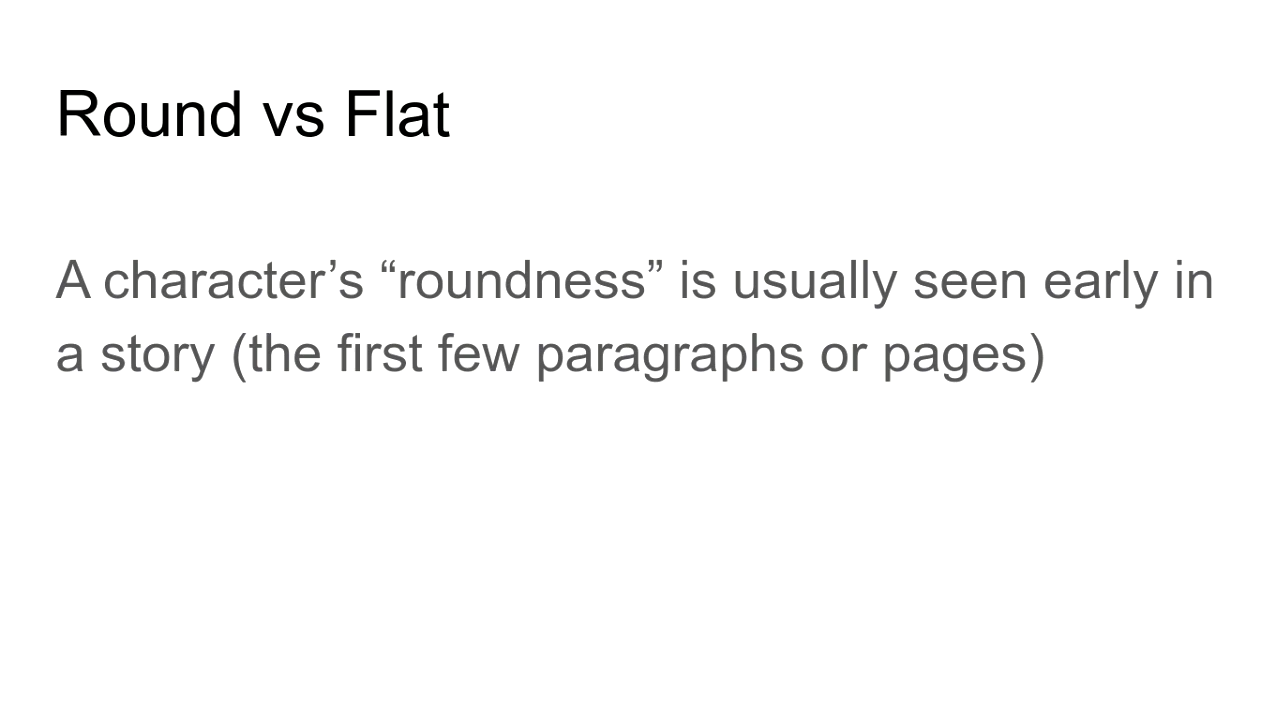 Round vs Flat
A character’s “roundness” is usually seen early in
a story (the first few paragraphs or pages)